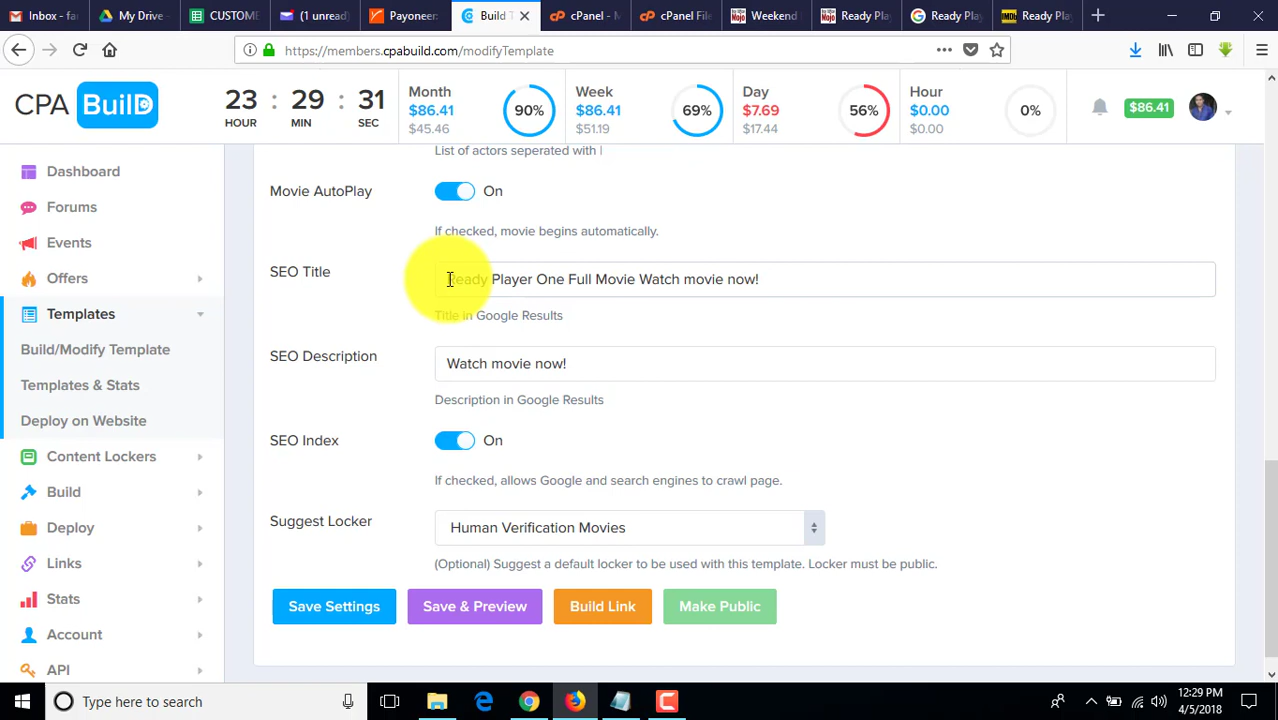 Inbox - fa
My Drive -
CUSTOME
(1 unread)
Payoneer
Build T
cPanel - M
cPanel File
Weekend
Ready Play
Ready Play
Ready Play
https://members.cpabuild.com/modifyTemplate
CPA BuilD
23 : 29 : 31
HOUR MIN SEC
Month
$86.41
$45.46
90%
Week
$86.41
$51.19
69%
Day
$7.69
$17.44
56%
Hour
$0.00
$0.00
0%
$86.41
Dashboard
Forums
Events
Offers
Templates
Build/Modify Template
Templates & Stats
Deploy on Website
Content Lockers
Build
Deploy
Links
Stats
Account
API
List of actors seperated with |
Movie AutoPlay
On
If checked, movie begins automatically.
SEO Title
Ready Player One Full Movie Watch movie now!
Title in Google Results
SEO Description
Watch movie now!
Description in Google Results
SEO Index
On
If checked, allows Google and search engines to crawl page.
Suggest Locker
Human Verification Movies
(Optional) Suggest a default locker to be used with this template. Locker must be public.
Save Settings
Save & Preview
Build Link
Make Public
Type here to search
12:29 PM
4/5/2018